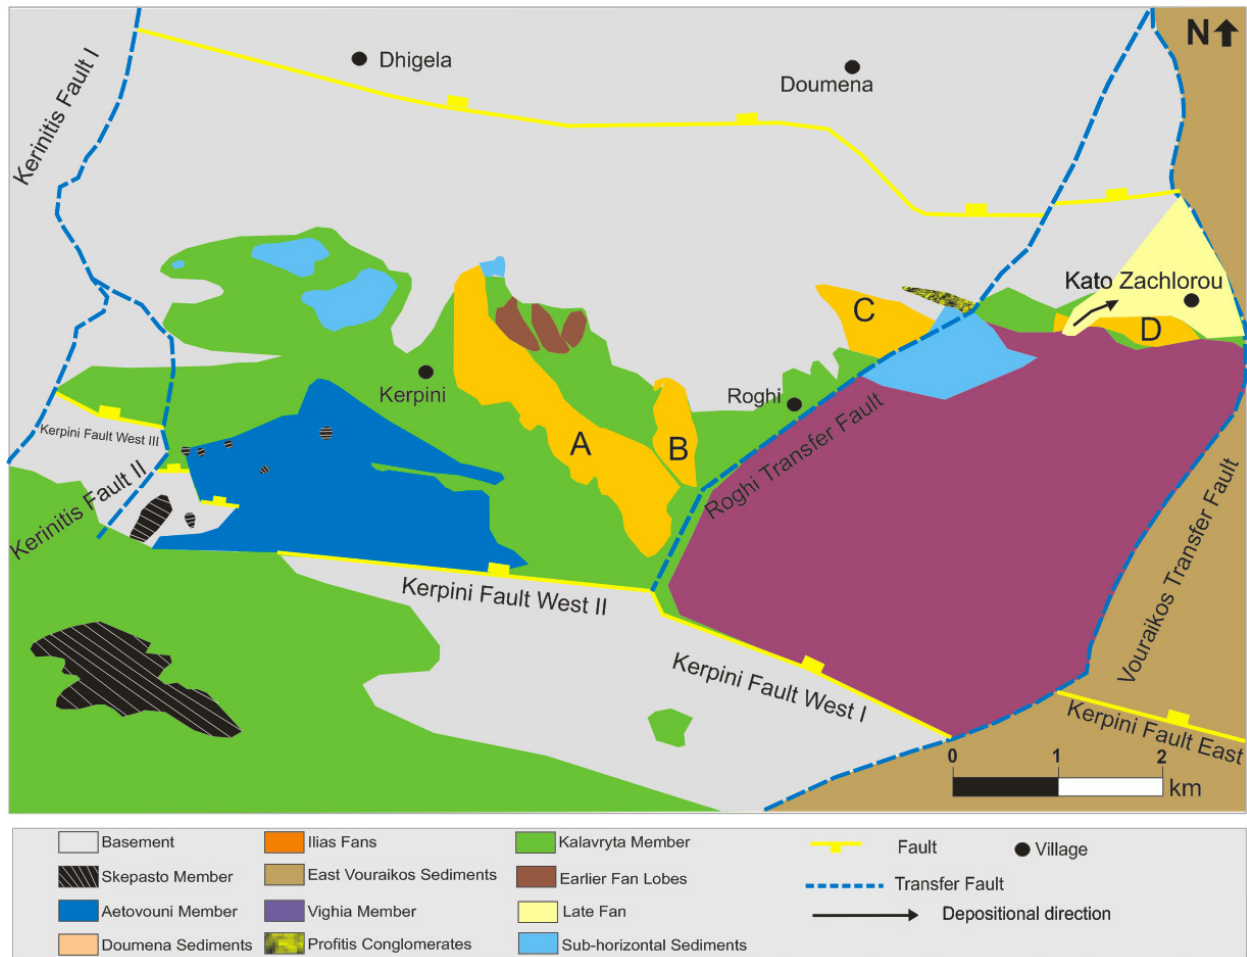 N
Kerinitis Fault I
Dhigela
Doumena
Kato Zachlorou
C
D
Kerpini
Roghi
Kerpini Fault West III
A
B
Roghi Transfer Fault
Kerinitis Fault II
Vouraikos Transfer Fault
Kerpini Fault West II
Kerpini Fault West I
Kerpini Fault East
0 1 2
km
Basement
Ilias Fans
Kalavryta Member
Fault
Village
Skepasto Member
East Vouraikos Sediments
Earlier Fan Lobes
Transfer Fault
Aetovouni Member
Vighia Member
Late Fan
Depositional direction
Doumena Sediments
Profitis Conglomerates
Sub-horizontal Sediments